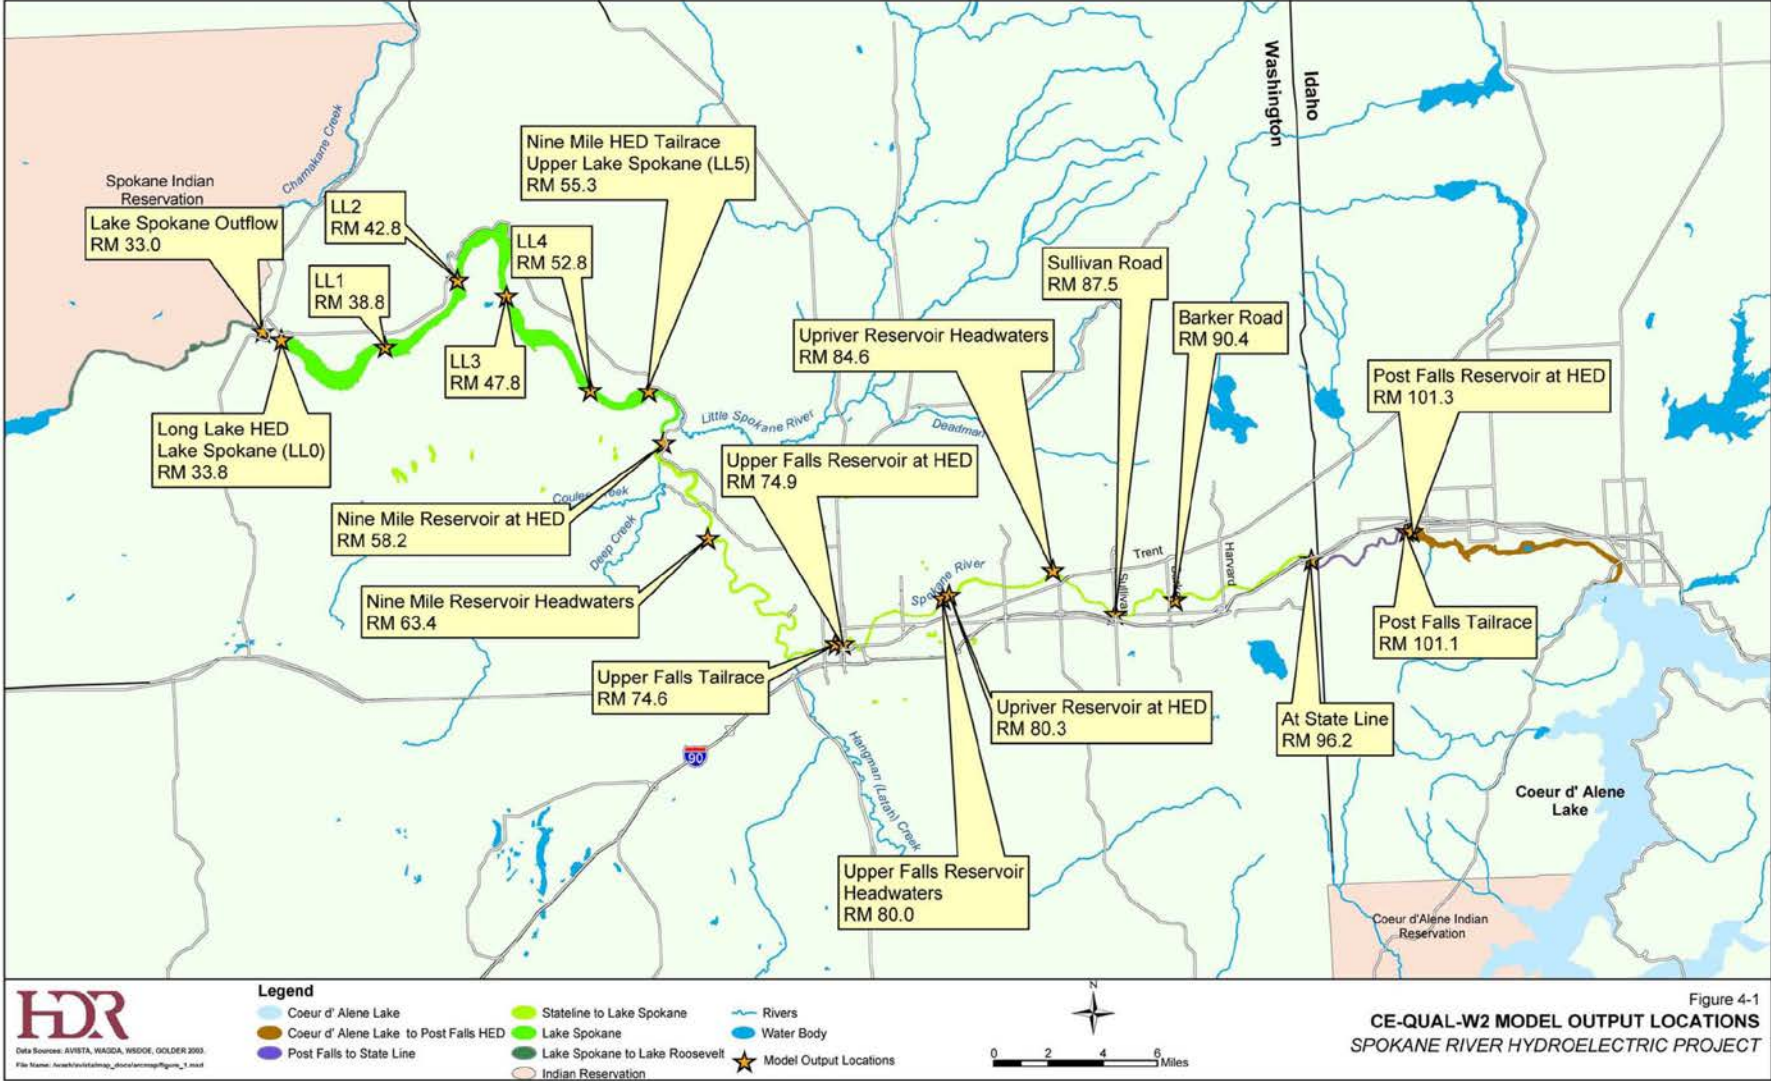 Washington
Idaho
Chamakane Creek
Spokane Indian
Reservation
Lake Spokane Outflow
RM 33.0
LL2
RM 42.8
Nine Mile HED Tailrace
Upper Lake Spokane (LL5)
RM 55.3
LL4
RM 52.8
LL1
RM 38.8
LL3
RM 47.8
Sullivan Road
RM 87.5
Upriver Reservoir Headwaters
RM 84.6
Barker Road
RM 90.4
Post Falls Reservoir at HED
RM 101.3
Long Lake HED
Lake Spokane (LL0)
RM 33.8
Little Spokane River
Deadman
Upper Falls Reservoir at HED
RM 74.9
Coulee Creek
Nine Mile Reservoir at HED
RM 58.2
Deep Creek
Nine Mile Reservoir Headwaters
RM 63.4
Spokane River
Trent
Sullivan
Harvard
Post Falls Tailrace
RM 101.1
Upper Falls Tailrace
RM 74.6
Upriver Reservoir at HED
RM 80.3
At State Line
RM 96.2
90
Hangman (Latah) Creek
Upper Falls Reservoir
Headwaters
RM 80.0
Coeur d' Alene
Lake
Coeur d'Alene Indian
Reservation
HDR
Data Sources: AVISTA, WAGDA, WSDOE, GOLDER 2003.
Legend
Coeur d' Alene Lake
Coeur d' Alene Lake to Post Falls HED
Post Falls to State Line
Stateline to Lake Spokane
Lake Spokane
Lake Spokane to Lake Roosevelt
Indian Reservation
Rivers
Water Body
Model Output Locations
N
0 2 4 6
Miles
Figure 4-1
CE-QUAL-W2 MODEL OUTPUT LOCATIONS
SPOKANE RIVER HYDROELECTRIC PROJECT